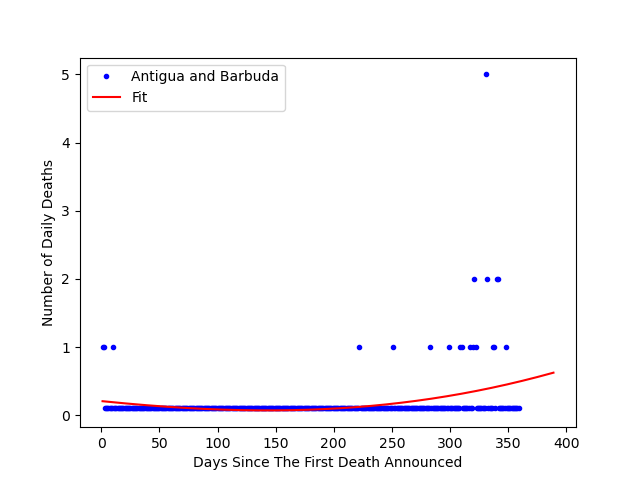 Antigua and Barbuda
Fit
5
4
3
2
1
0
Number of Daily Deaths
0 50 100 150 200 250 300 350 400
Days Since The First Death Announced